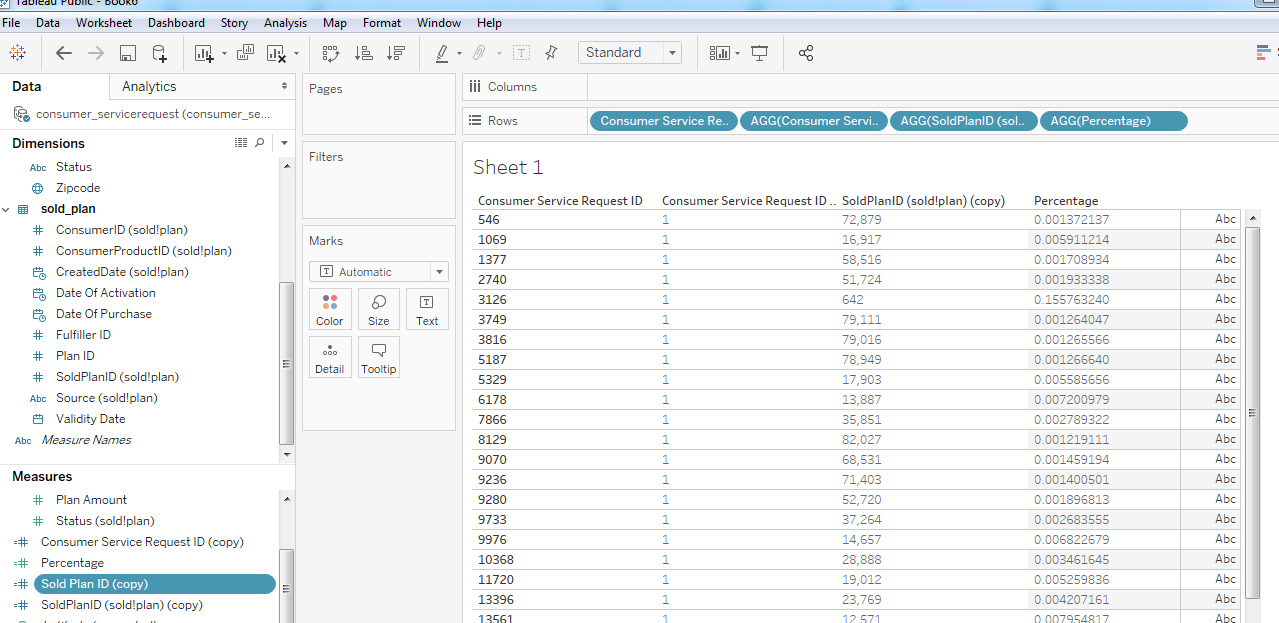 Tableau Public - Book6
File Data Worksheet Dashboard Story Analysis Map Format Window Help
Standard
Data Analytics
consumer_servicerequest (consumer_se...
Dimensions
Abc Status
Zipcode
sold_plan
ConsumerID (sold!plan)
ConsumerProductID (sold!plan)
CreatedDate (sold!plan)
Date Of Activation
Date Of Purchase
Fulfiller ID
Plan ID
SoldPlanID (sold!plan)
Abc Source (sold!plan)
Validity Date
Abc Measure Names
Measures
Plan Amount
Status (sold!plan)
Consumer Service Request ID (copy)
Percentage
Sold Plan ID (copy)
SoldPlanID (sold!plan) (copy)
Pages
Filters
Marks
Automatic
Color Size Text
Detail Tooltip
Columns
Rows Consumer Service Re.. AGG(Consumer Servi.. AGG(SoldPlanID (sol.. AGG(Percentage)
Sheet 1
Consumer Service Request ID Consumer Service Request ID .. SoldPlanID (sold!plan) (copy) Percentage
546 1 72,879 0.001372137 Abc
1069 1 16,917 0.005911214 Abc
1377 1 58,516 0.001708934 Abc
2740 1 51,724 0.001933338 Abc
3126 1 642 0.155763240 Abc
3749 1 79,111 0.001264047 Abc
3816 1 79,016 0.001265566 Abc
5187 1 78,949 0.001266640 Abc
5329 1 17,903 0.005585656 Abc
6178 1 13,887 0.007200979 Abc
7866 1 35,851 0.002789322 Abc
8129 1 82,027 0.001219111 Abc
9070 1 68,531 0.001459194 Abc
9236 1 71,403 0.001400501 Abc
9280 1 52,720 0.001896813 Abc
9733 1 37,264 0.002683555 Abc
9976 1 14,657 0.006822679 Abc
10368 1 28,888 0.003461645 Abc
11720 1 19,012 0.005259836 Abc
13396 1 23,769 0.004207161 Abc
13561 1 12,571 0.007954817 Abc